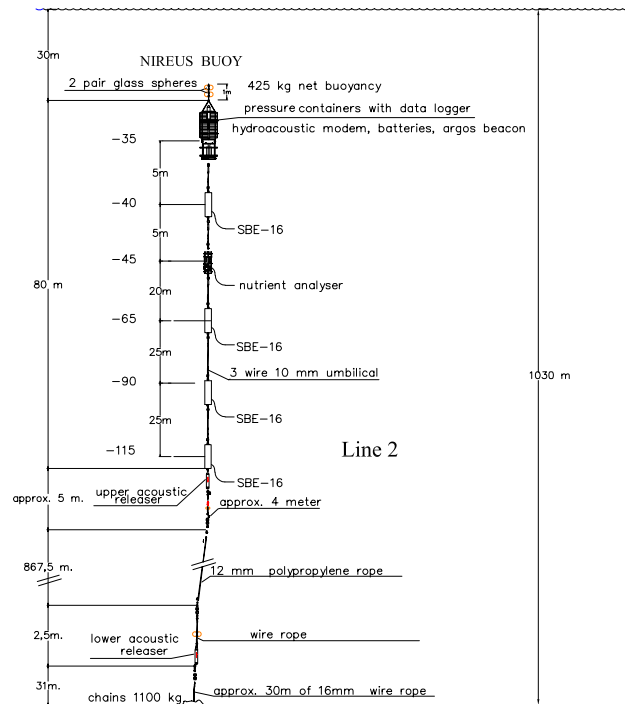 30m
NIREUS BUOY
2 pair glass spheres
1m
425 kg net buoyancy
pressure containers with data logger
hydroacoustic modem, batteries, argos beacon
-35
5m
-40
SBE-16
5m
-45
nutrient analyser
80 m
20m
-65
SBE-16
25m
3 wire 10 mm umbilical
1030 m
-90
SBE-16
25m
Line 2
-115
SBE-16
approx. 5 m.
upper acoustic
releaser
approx. 4 meter
867,5 m.
12 mm polypropylene rope
2,5m.
lower acoustic
releaser
wire rope
31m.
chains 1100 kg
approx. 30m of 16mm wire rope